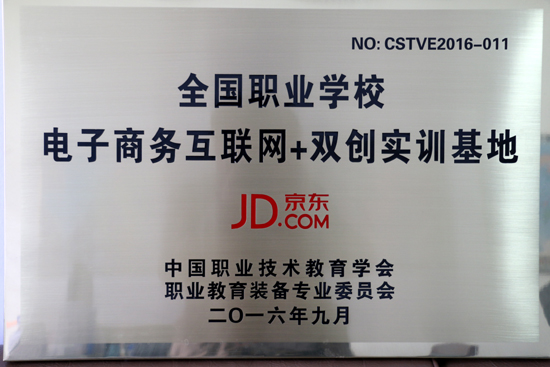 NO: CSTVE2016-011
全国职业学校
电子商务互联网+双创实训基地
JD京东.COM
中国职业技术教育学会
职业教育装备专业委员会
二〇一六年九月